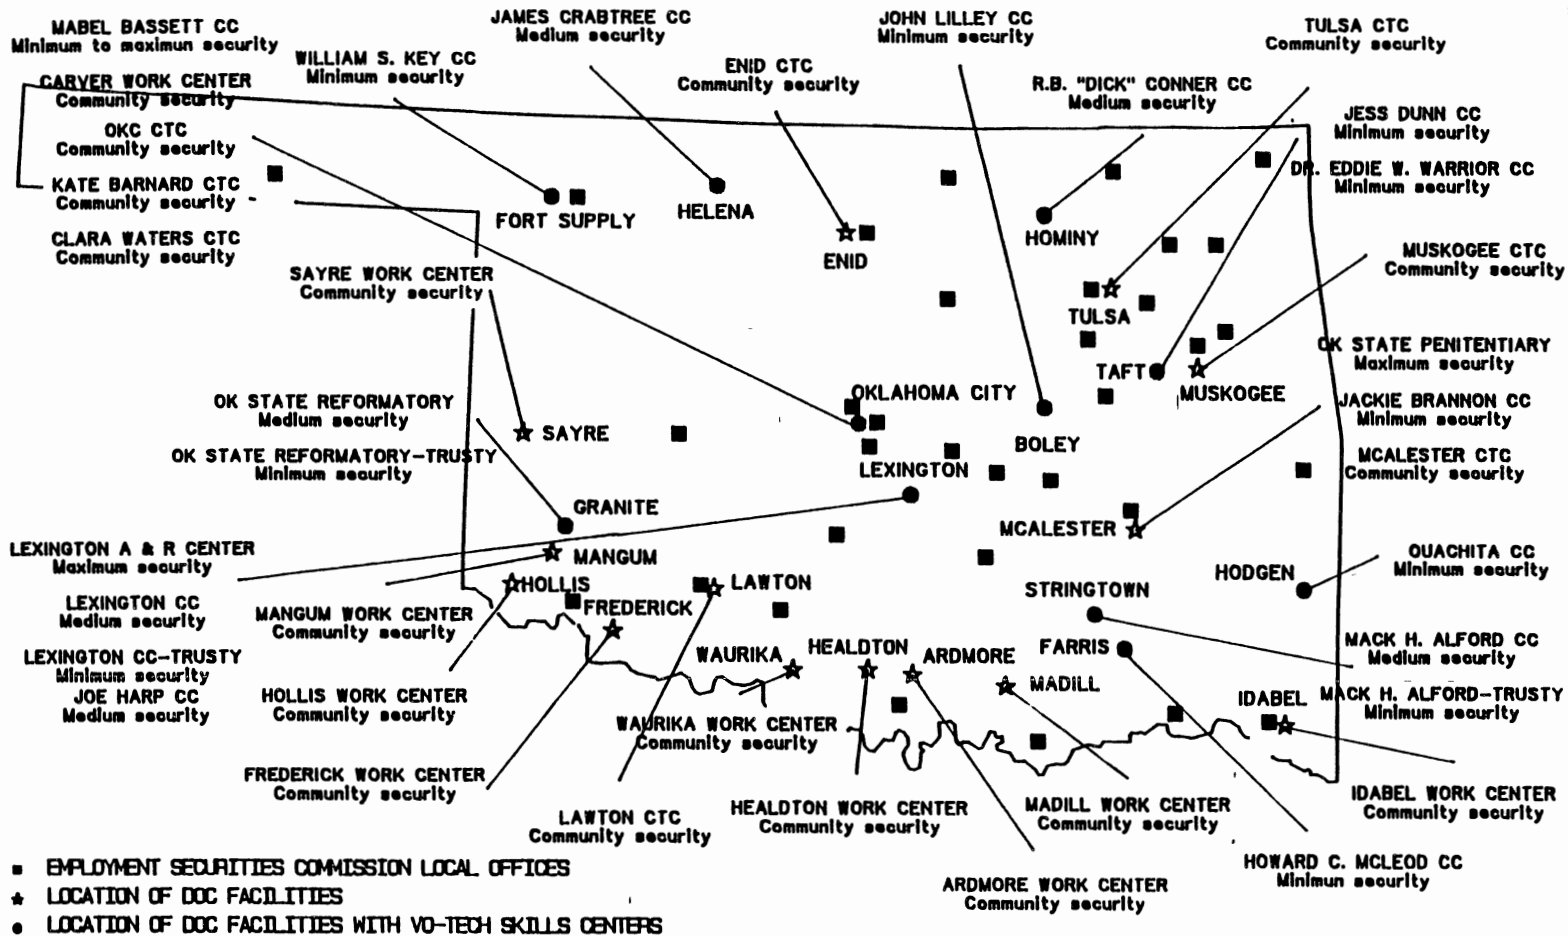 MABEL BASSETT CC
Minimum to maximun security
CARVER WORK CENTER
Community security
OKC CTC
Community security
KATE BARNARD CTC
Community security
CLARA WATERS CTC
Community security
WILLIAM S. KEY CC
Minimum security
JAMES CRABTREE CC
Medium security
ENID CTC
Community security
JOHN LILLEY CC
Minimum security
R.B. "DICK" CONNER CC
Medium security
TULSA CTC
Community security
JESS DUNN CC
Minimum security
DR. EDDIE W. WARRIOR CC
Minimum security
MUSKOGEE CTC
Community security
FORT SUPPLY
HELENA
ENID
HOMINY
TULSA
TAFT
MUSKOGEE
SAYRE WORK CENTER
Community security
OK STATE PENITENTIARY
Maximum security
JACKIE BRANNON CC
Minimum security
MCALESTER CTC
Community security
OK STATE REFORMATORY
Medium security
OK STATE REFORMATORY-TRUSTY
Minimum security
SAYRE
OKLAHOMA CITY
BOLEY
LEXINGTON
GRANITE
MANGUM
HOLLIS
FREDERICK
LAWTON
MCALESTER
STRINGTOWN
HODGEN
FARRIS
WAURIKA
HEALDTON
ARDMORE
MADILL
IDABEL
LEXINGTON A & R CENTER
Maximum security
LEXINGTON CC
Medium security
LEXINGTON CC-TRUSTY
Minimum security
JOE HARP CC
Medium security
MANGUM WORK CENTER
Community security
HOLLIS WORK CENTER
Community security
FREDERICK WORK CENTER
Community security
LAWTON CTC
Community security
WAURIKA WORK CENTER
Community security
HEALDTON WORK CENTER
Community security
ARDMORE WORK CENTER
Community security
MADILL WORK CENTER
Community security
OUACHITA CC
Minimum security
MACK H. ALFORD CC
Medium security
MACK H. ALFORD-TRUSTY
Minimum security
IDABEL WORK CENTER
Community security
HOWARD C. MCLEOD CC
Minimun security
EMPLOYMENT SECURITIES COMMISSION LOCAL OFFICES
LOCATION OF DOC FACILITIES
LOCATION OF DOC FACILITIES WITH VO-TECH SKILLS CENTERS